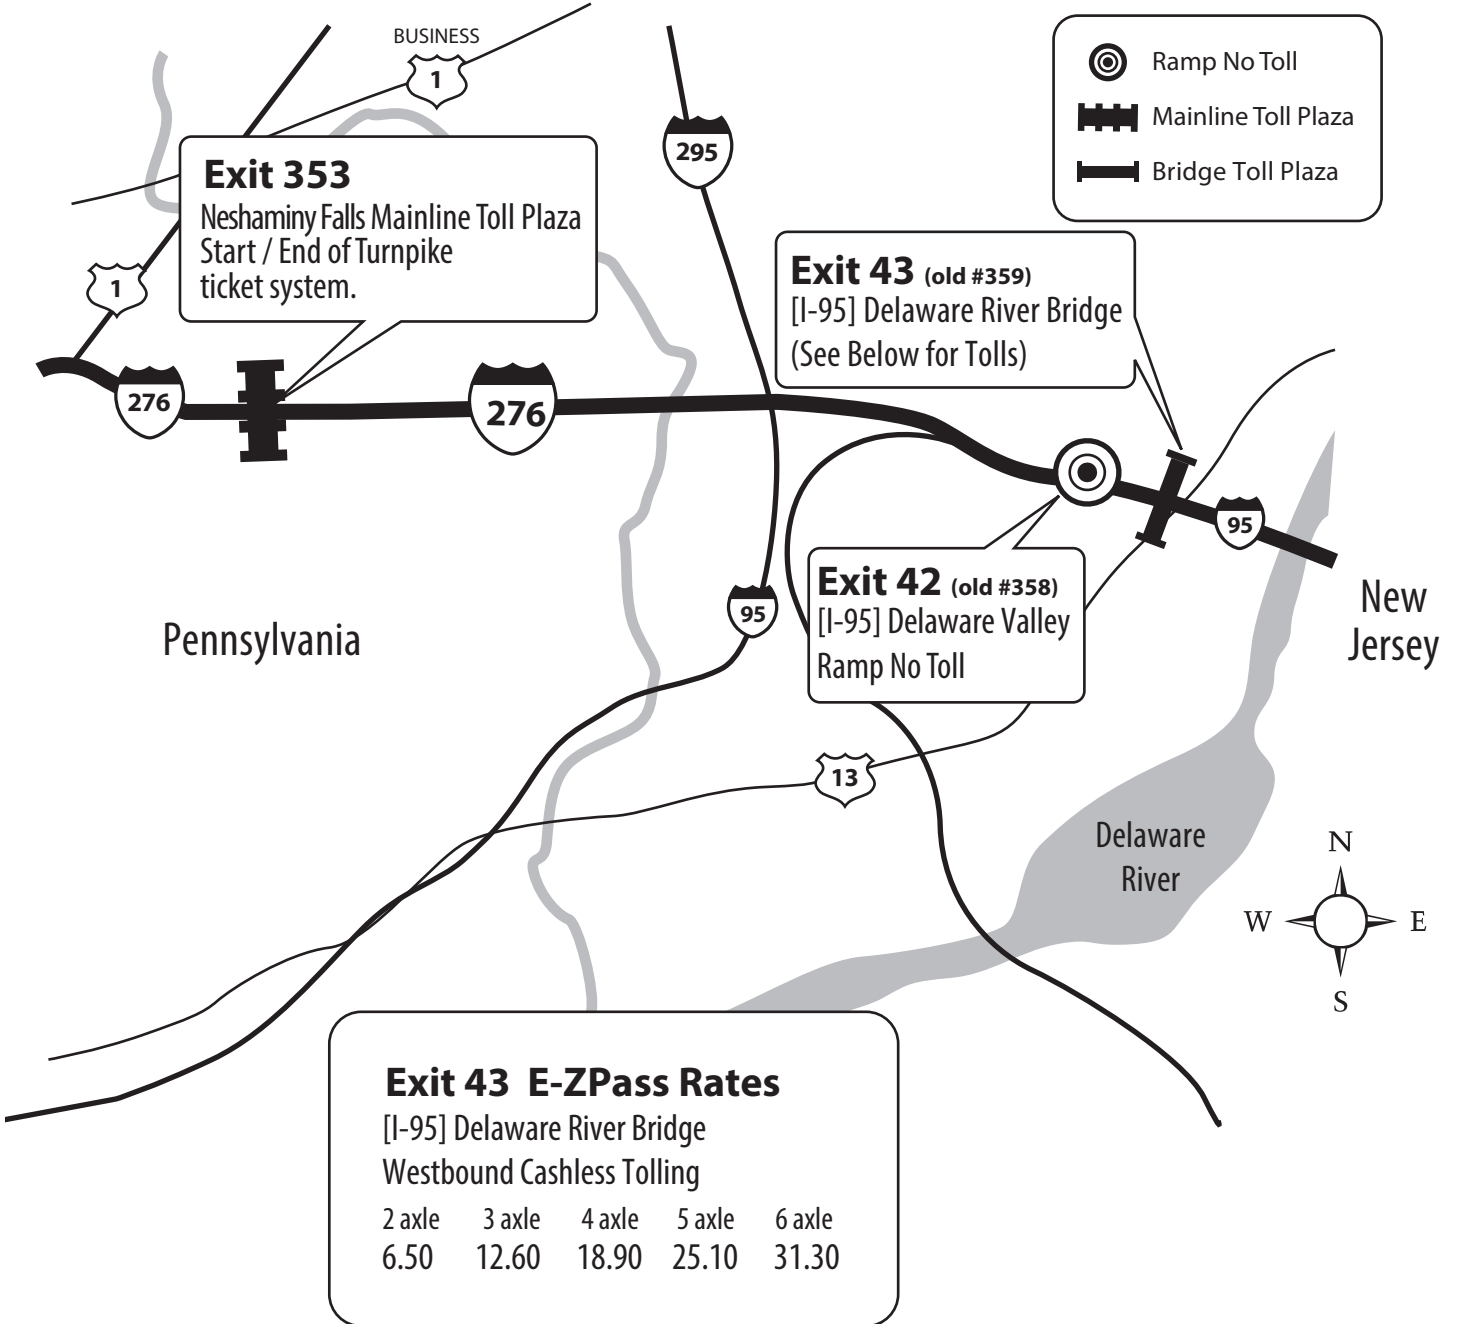 BUSINESS
1
295
Ramp No Toll
Mainline Toll Plaza
Bridge Toll Plaza
Exit 353
Neshaminy Falls Mainline Toll Plaza
Start / End of Turnpike
ticket system.
1
Exit 43 (old #359)
[I-95] Delaware River Bridge
(See Below for Tolls)
276
276
95
Exit 42 (old #358)
[I-95] Delaware Valley
Ramp No Toll
95
New
Jersey
Pennsylvania
13
Delaware
River
N
W
E
S
Exit 43 E-ZPass Rates
[I-95] Delaware River Bridge
Westbound Cashless Tolling
2 axle 3 axle 4 axle 5 axle 6 axle
6.50 12.60 18.90 25.10 31.30